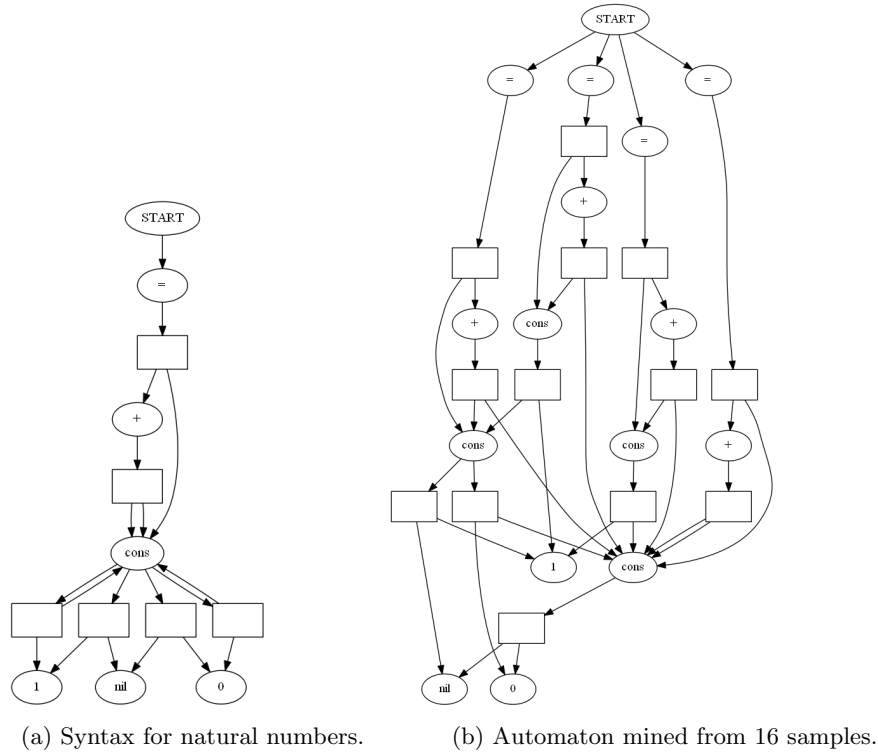 START
=
+
cons
1 nil 0
(a) Syntax for natural numbers.
START
= = =
=
+
+ cons +
cons cons +
1 cons
nil 0
(b) Automaton mined from 16 samples.